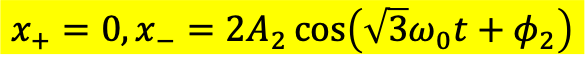 x₊ = 0, x₋ = 2A₂ cos(√3ω₀t + ϕ₂)